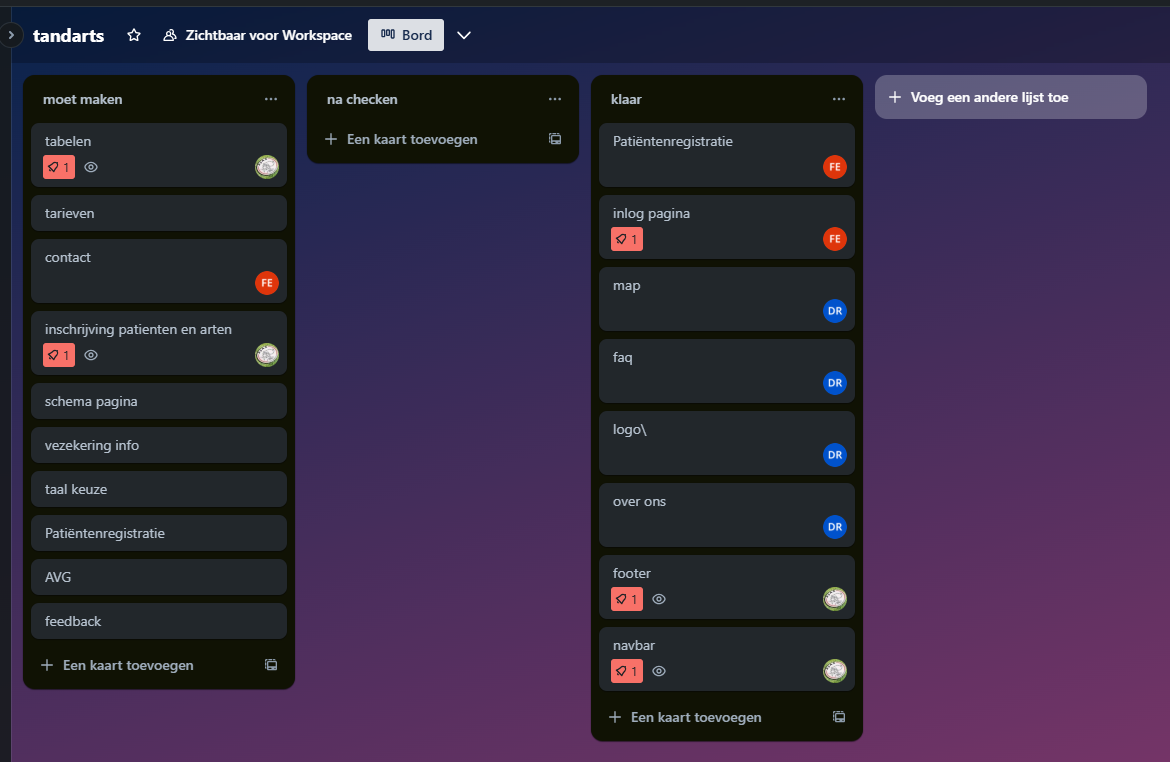 tandarts Zichtbaar voor Workspace Bord
moet maken
tabelen
1
tarieven
contact
FE
inschrijving patienten en arten
1
schema pagina
vezekering info
taal keuze
Patiëntenregistratie
AVG
feedback
Een kaart toevoegen
na checken
Een kaart toevoegen
klaar
Patiëntenregistratie
FE
inlog pagina
1 FE
map
DR
faq
DR
logo\
DR
over ons
DR
footer
1
navbar
1
Een kaart toevoegen
Voeg een andere lijst toe